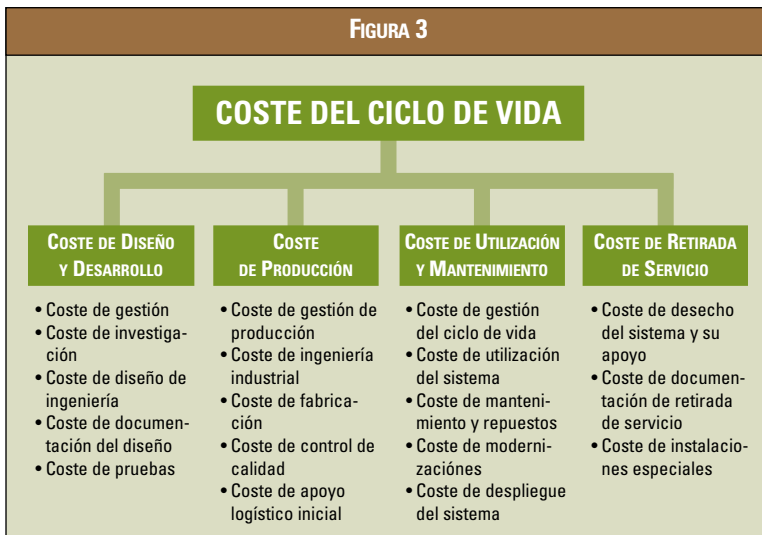 FIGURA 3
COSTE DEL CICLO DE VIDA
COSTE DE DISEÑO
Y DESARROLLO
• Coste de gestión
• Coste de investiga-
ción
• Coste de diseño de
ingeniería
• Coste de documen-
tación del diseño
• Coste de pruebas
COSTE
DE PRODUCCIÓN
• Coste de gestión de
producción
• Coste de ingeniería
industrial
• Coste de fabrica-
ción
• Coste de control de
calidad
• Coste de apoyo
logístico inicial
COSTE DE UTILIZACIÓN
Y MANTENIMIENTO
• Coste de gestión
del ciclo de vida
• Coste de utilización
del sistema
• Coste de manteni-
miento y repuestos
• Coste de moderni-
zaciónes
• Coste de despliegue
del sistema
COSTE DE RETIRADA
DE SERVICIO
• Coste de desecho
del sistema y su
apoyo
• Coste de documen-
tación de retirada
de servicio
• Coste de instalacio-
nes especiales